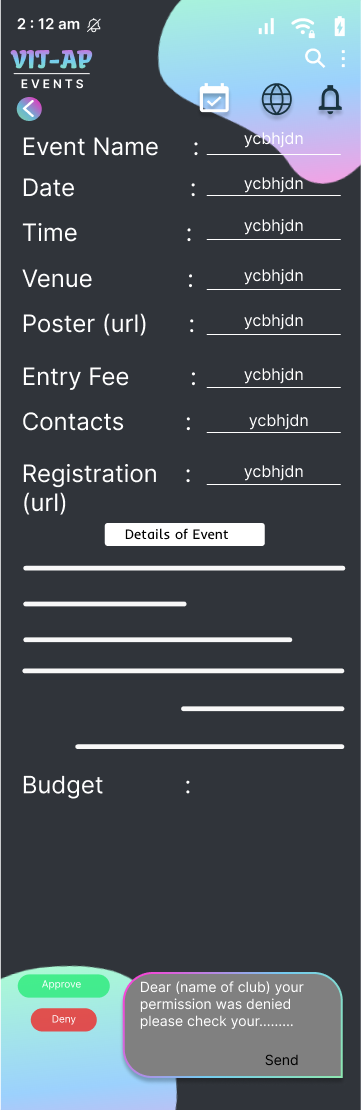 2 : 12 am
VIT-AP
EVENTS
Event Name : ycbhjdn
Date : ycbhjdn
Time : ycbhjdn
Venue : ycbhjdn
Poster (url) : ycbhjdn
Entry Fee : ycbhjdn
Contacts : ycbhjdn
Registration : ycbhjdn
(url)
Details of Event
Budget :
Approve
Deny
Dear (name of club) your
permission was denied
please check your.........
Send